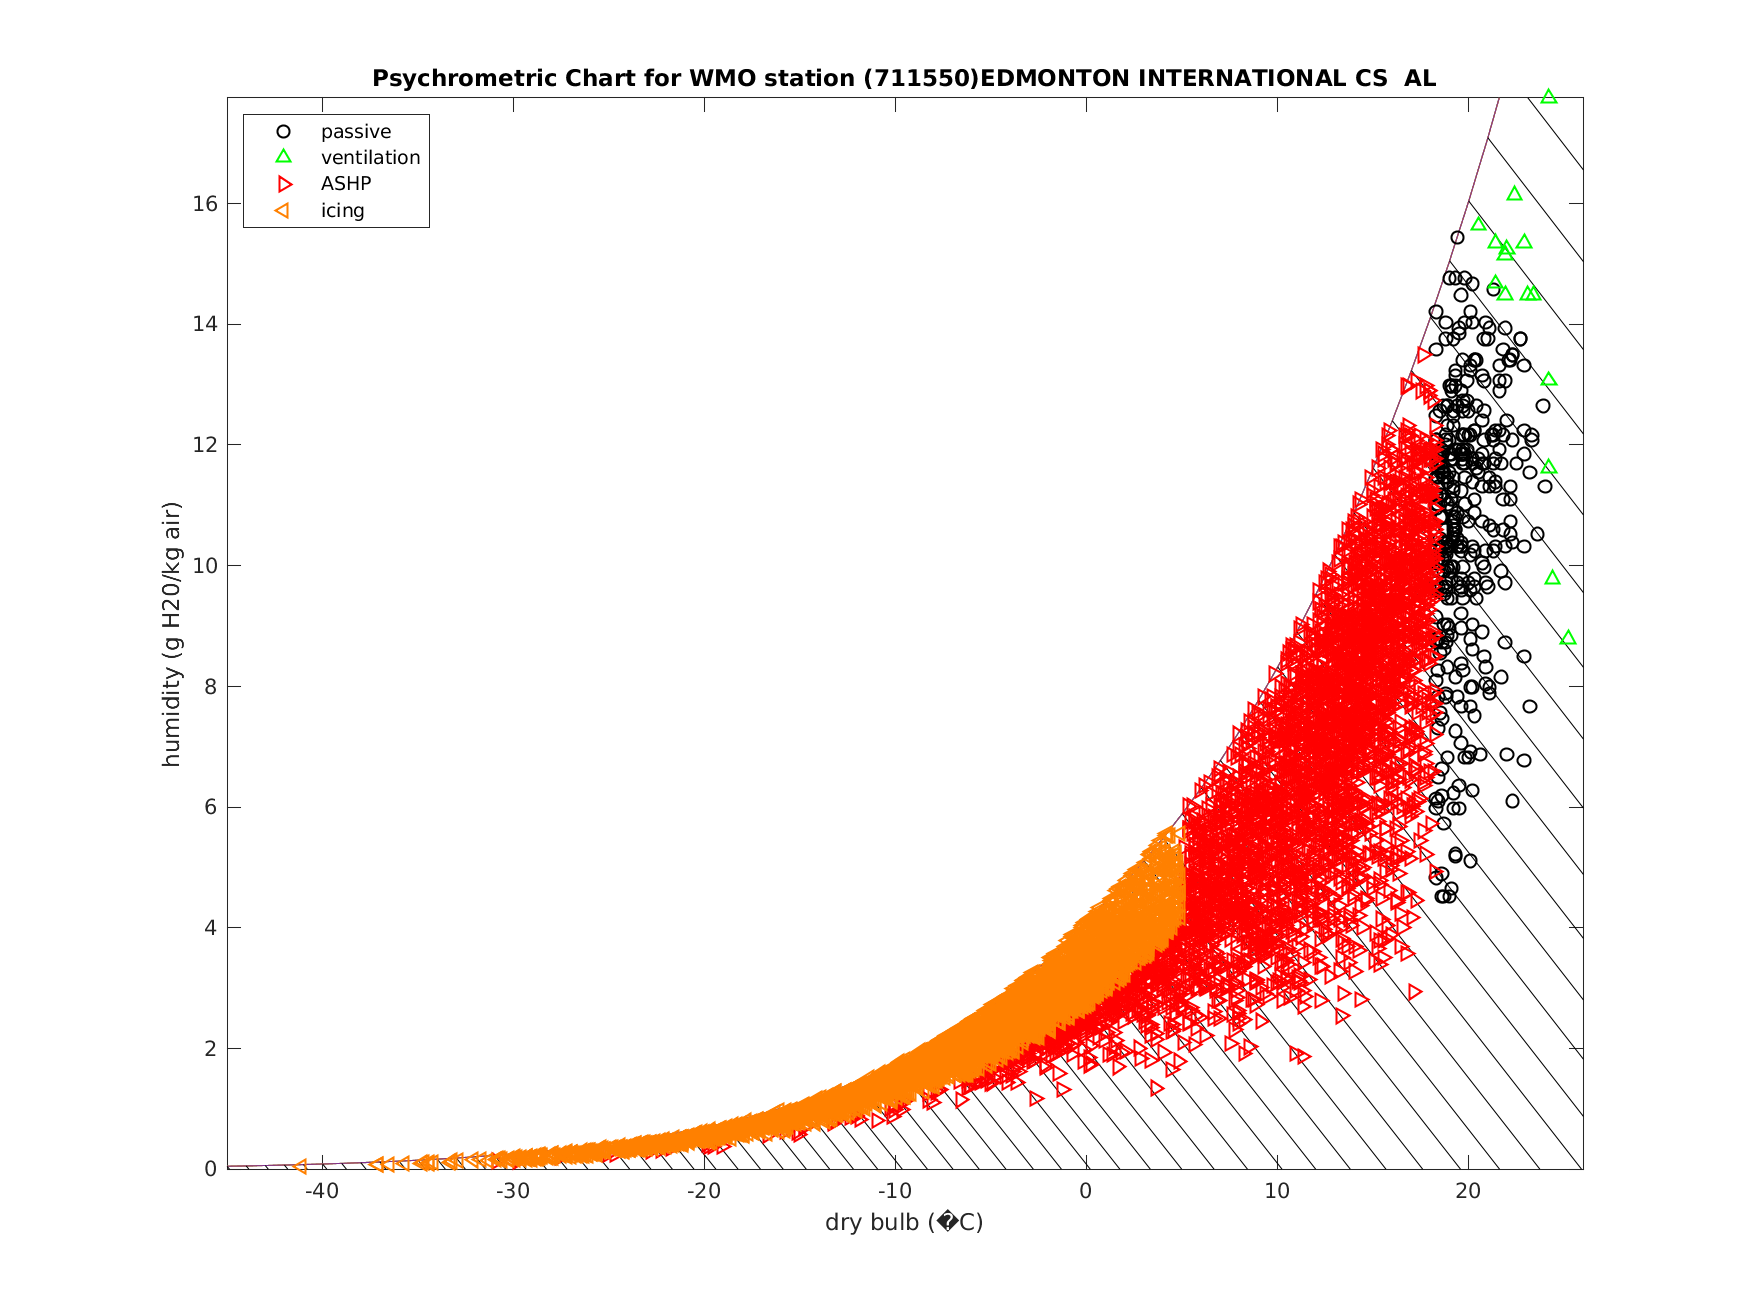 Psychrometric Chart for WMO station (711550)EDMONTON INTERNATIONAL CS  AL
passive
ventilation
ASHP
icing
humidity (g H20/kg air)
16
14
12
10
8
6
4
2
0
-40
-30
-20
-10
0
10
20
dry bulb (�C)